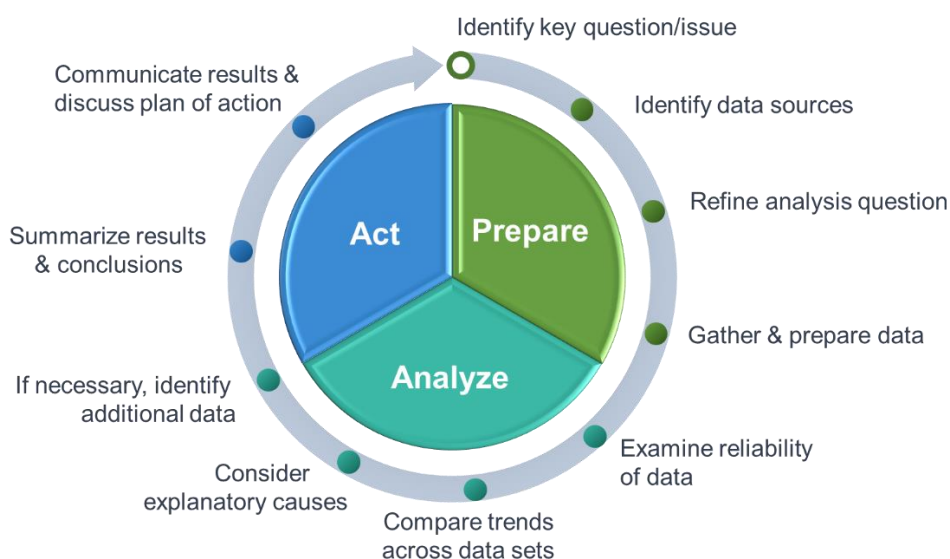 Identify key question/issue
Identify data sources
Refine analysis question
Gather & prepare data
Examine reliability
of data
Compare trends
across data sets
Consider
explanatory causes
If necessary, identify
additional data
Summarize results
& conclusions
Communicate results &
discuss plan of action
Act
Prepare
Analyze